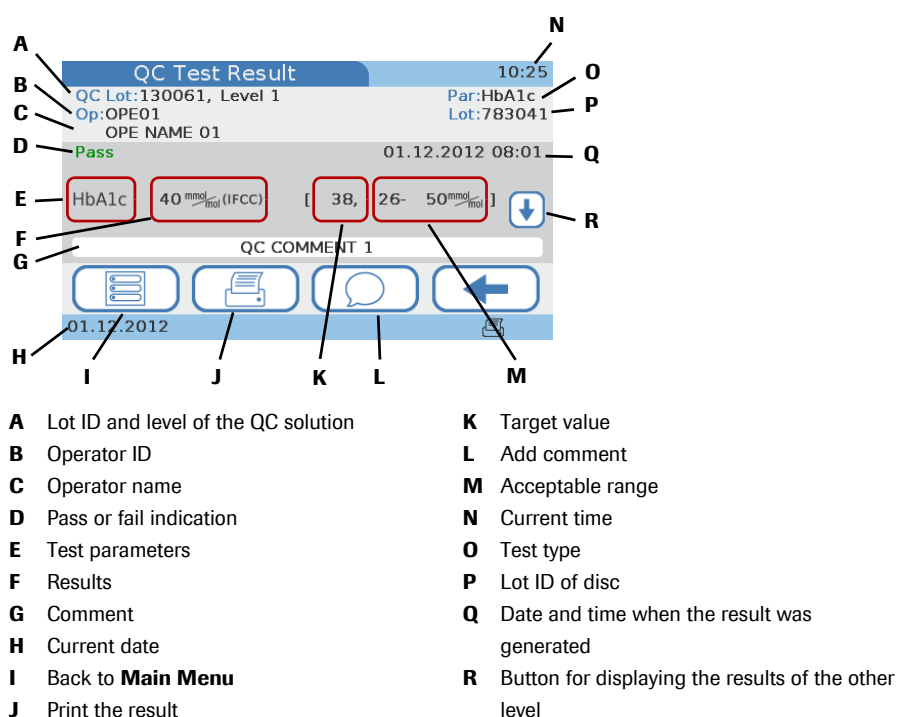 N
A
QC Test Result 10:25
O
B
QC Lot:130061, Level 1 Par:HbA1c
C
Op:OPE01 Lot:783041
P
OPE NAME 01
D
Pass 01.12.2012 08:01
Q
E
HbA1c 40 mmol/mol (IFCC) [ 38, 26- 50 mmol/mol ]
R
F
G
QC COMMENT 1
01.12.2012
H
I J K L M
A Lot ID and level of the QC solution
B Operator ID
C Operator name
D Pass or fail indication
E Test parameters
F Results
G Comment
H Current date
I Back to Main Menu
J Print the result
K Target value
L Add comment
M Acceptable range
N Current time
O Test type
P Lot ID of disc
Q Date and time when the result was
generated
R Button for displaying the results of the other
level